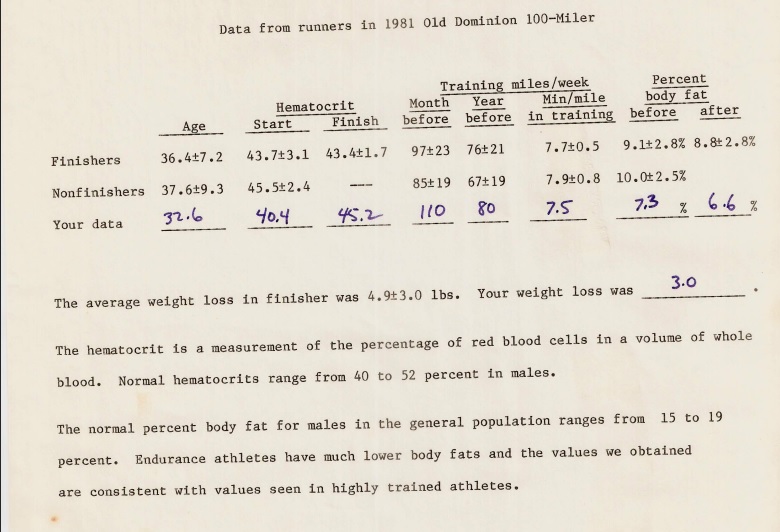 Data from runners in 1981 Old Dominion 100-Miler
Training miles/week Percent
Hematocrit Month Year Min/mile body fat
Age Start Finish before before in training before after
Finishers 36.4±7.2 43.7±3.1 43.4±1.7 97±23 76±21 7.7±0.5 9.1±2.8% 8.8±2.8%
Nonfinishers 37.6±9.3 45.5±2.4 --- 85±19 67±19 7.9±0.8 10.0±2.5%
Your data 32.6 40.4 45.2 110 80 7.5 7.3 % 6.6 %
The average weight loss in finisher was 4.9±3.0 lbs. Your weight loss was 3.0 .
The hematocrit is a measurement of the percentage of red blood cells in a volume of whole
blood. Normal hematocrits range from 40 to 52 percent in males.
The normal percent body fat for males in the general population ranges from 15 to 19
percent. Endurance athletes have much lower body fats and the values we obtained
are consistent with values seen in highly trained athletes.